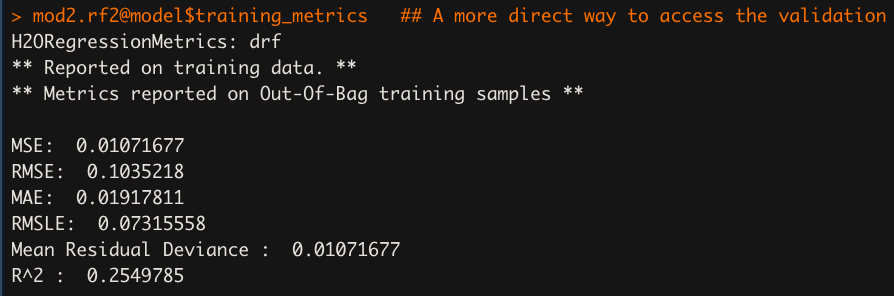 > mod2.rf2@model$training_metrics   ## A more direct way to access the validation
H2ORegressionMetrics: drf
** Reported on training data. **
** Metrics reported on Out-Of-Bag training samples **
MSE:  0.01071677
RMSE:  0.1035218
MAE:  0.01917811
RMSLE:  0.07315558
Mean Residual Deviance :  0.01071677
R^2 :  0.2549785